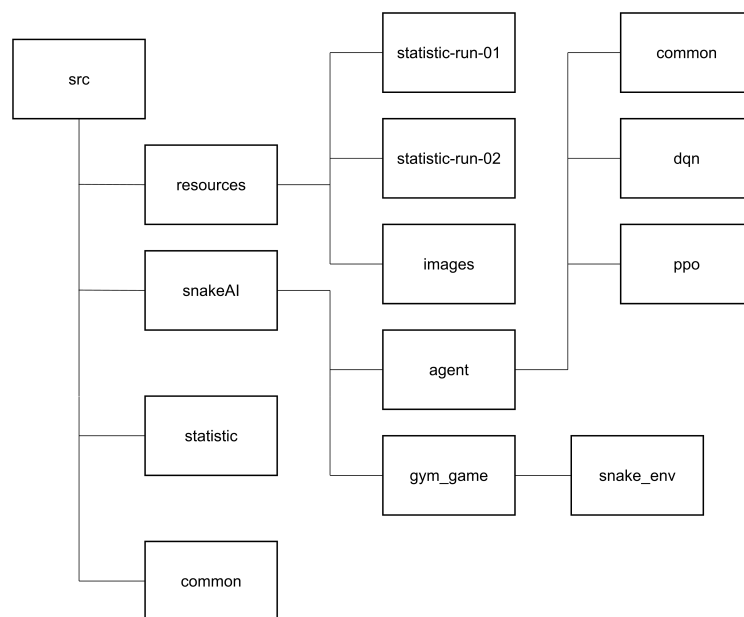 src
resources
statistic-run-01
statistic-run-02
images
snakeAI
agent
common
dqn
ppo
gym_game
snake_env
statistic
common